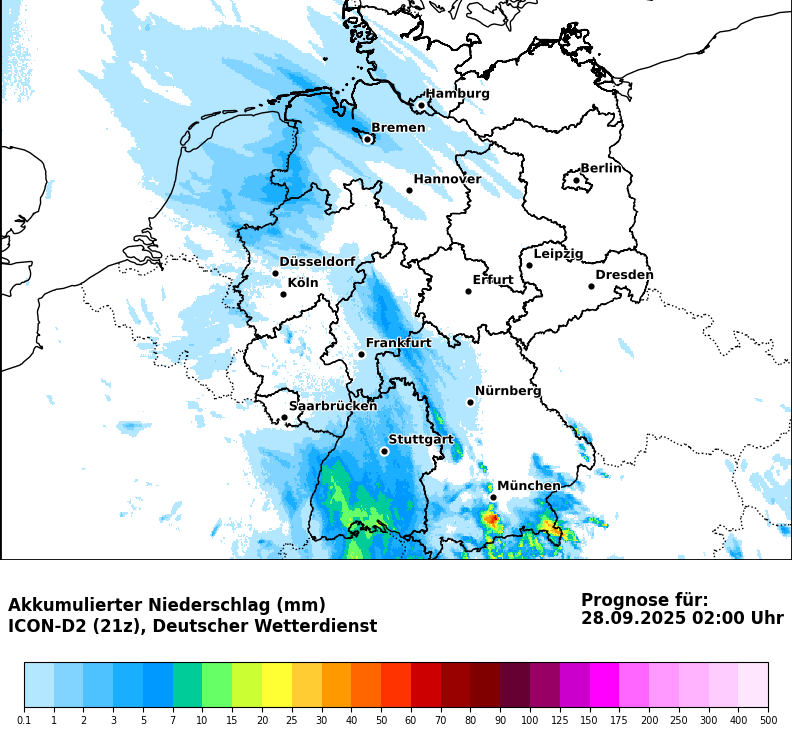 Hamburg
Bremen
Berlin
Hannover
Leipzig
Düsseldorf
Dresden
Köln
Erfurt
Frankfurt
Nürnberg
Saarbrücken
Stuttgart
München
Akkumulierter Niederschlag (mm)
ICON-D2 (21z), Deutscher Wetterdienst
Prognose für:
28.09.2025 02:00 Uhr
0.1 1 2 3 5 7 10 15 20 25 30 40 50 60 70 80 90 100 125 150 175 200 250 300 400 500